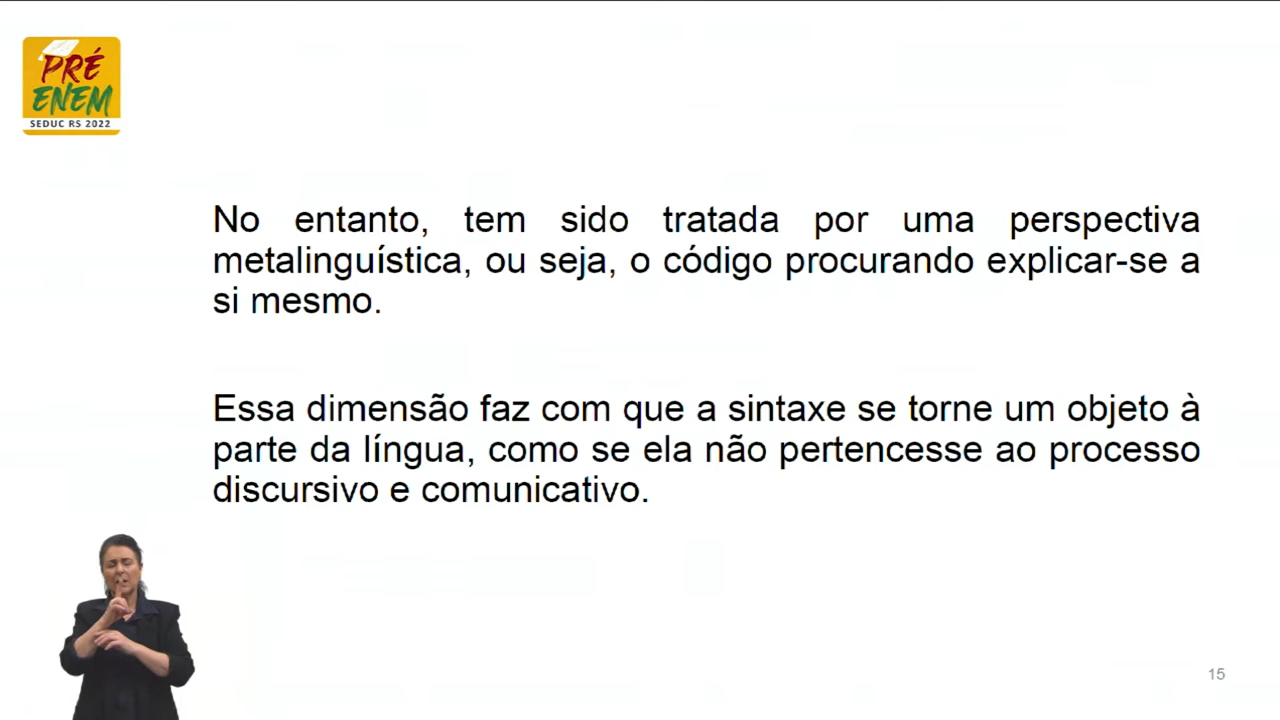 PRÉ
ENEM
SEDUC RS 2022
No entanto, tem sido tratada por uma perspectiva
metalinguística, ou seja, o código procurando explicar-se a
si mesmo.
Essa dimensão faz com que a sintaxe se torne um objeto à
parte da língua, como se ela não pertencesse ao processo
discursivo e comunicativo.
15